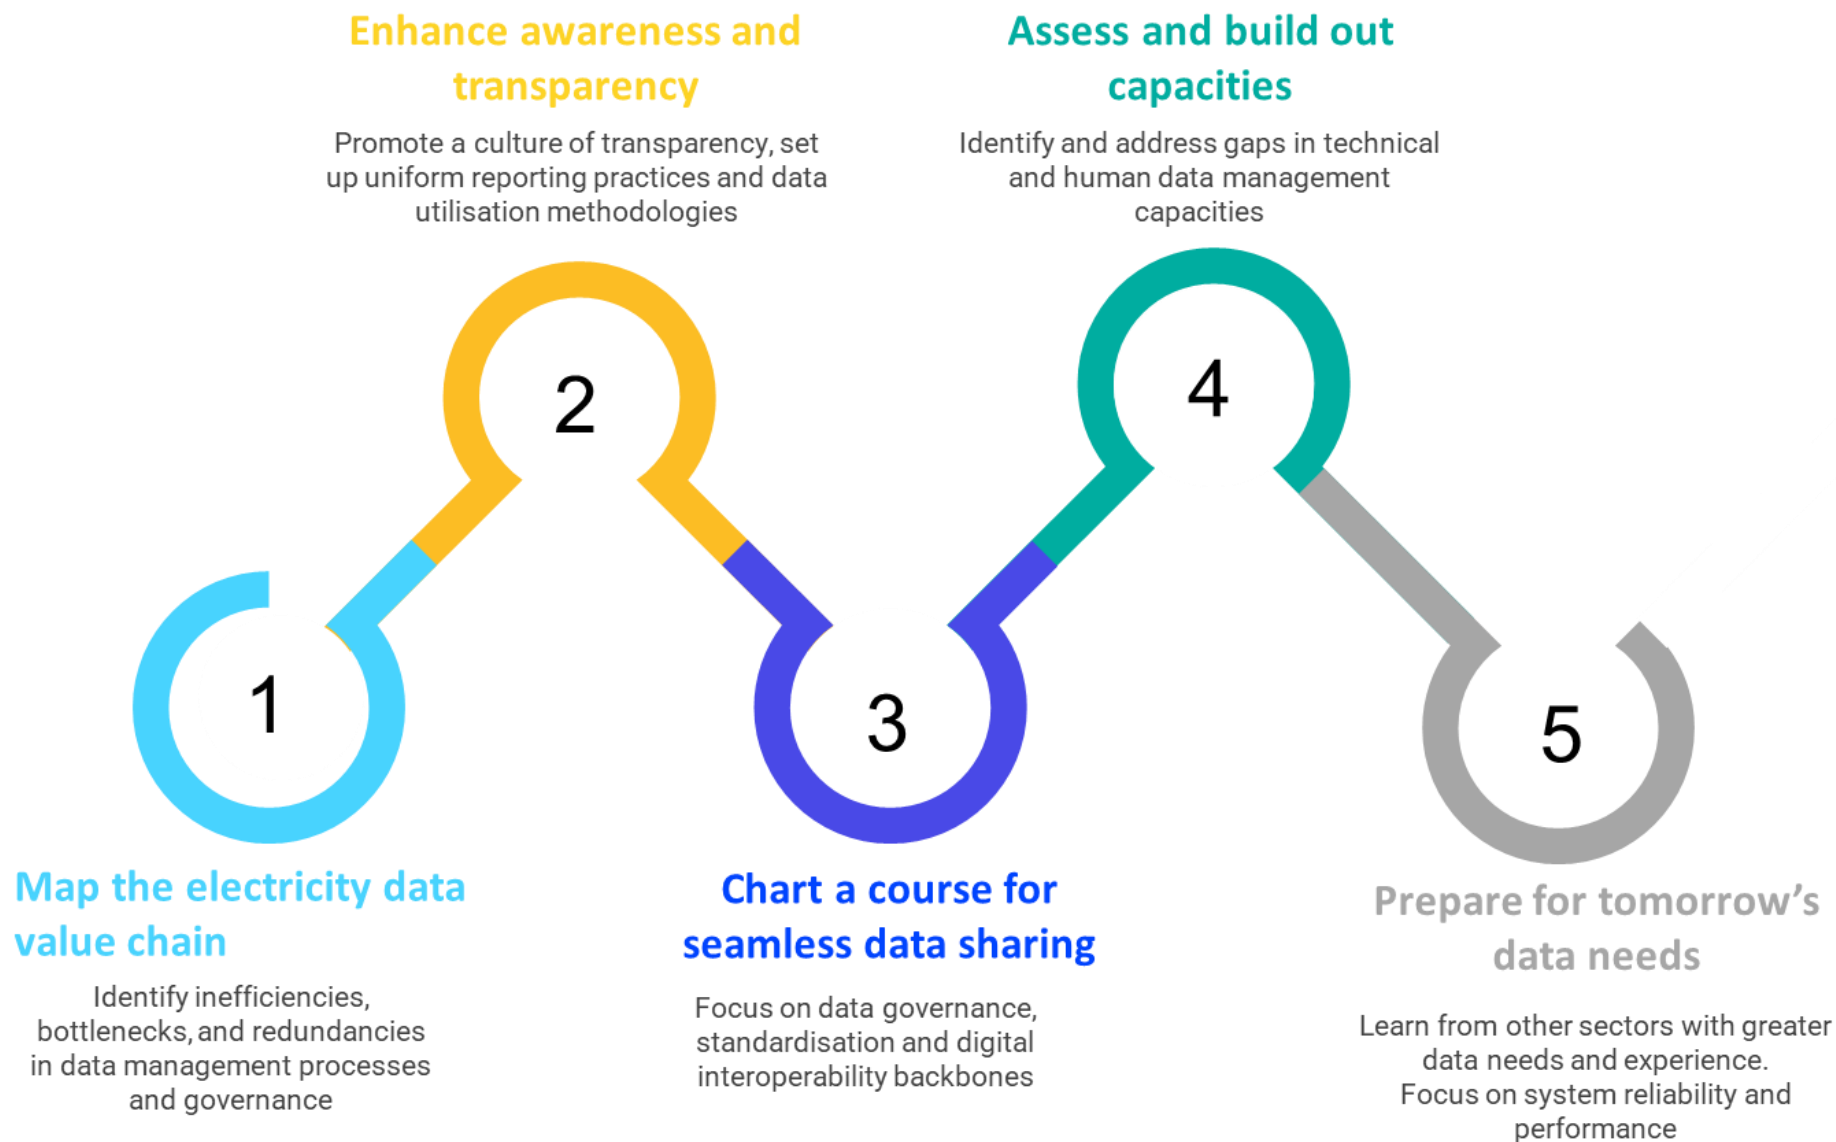 Enhance awareness and
transparency
Promote a culture of transparency, set
up uniform reporting practices and data
utilisation methodologies
Assess and build out
capacities
Identify and address gaps in technical
and human data management
capacities
2
4
1
3
5
Map the electricity data
value chain
Identify inefficiencies,
bottlenecks, and redundancies
in data management processes
and governance
Chart a course for
seamless data sharing
Focus on data governance,
standardisation and digital
interoperability backbones
Prepare for tomorrow’s
data needs
Learn from other sectors with greater
data needs and experience.
Focus on system reliability and
performance